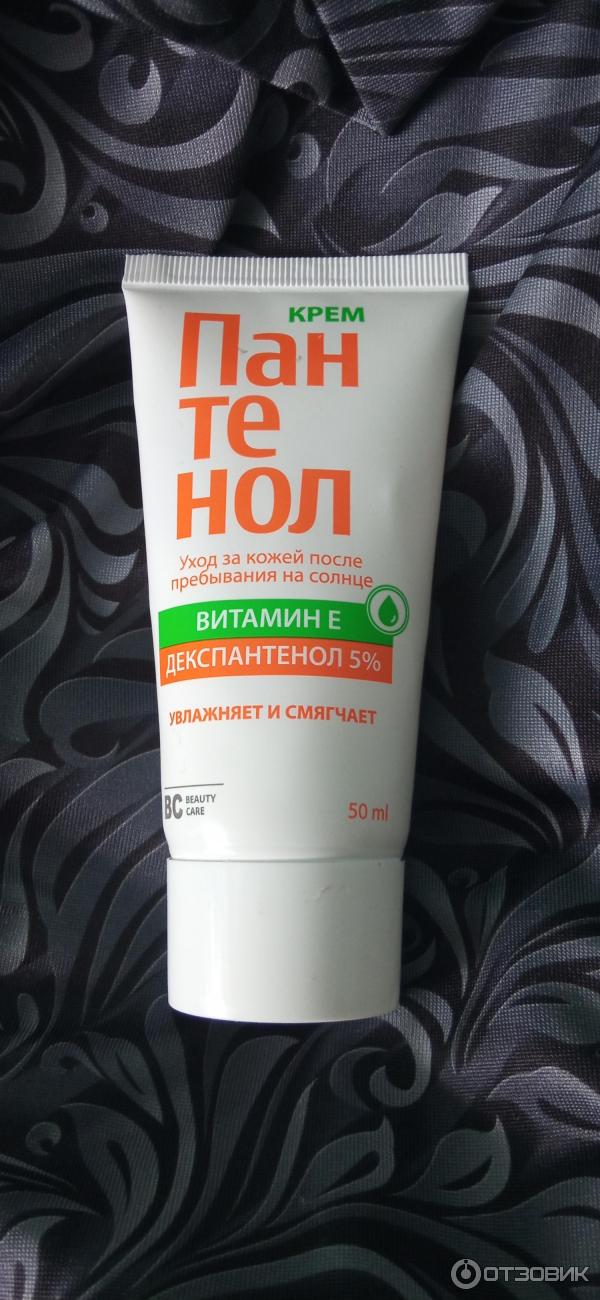 КРЕМ
Пан
те
нол
Уход за кожей после
пребывания на солнце
ВИТАМИН Е
ДЕКСПАНТЕНОЛ 5%
УВЛАЖНЯЕТ И СМЯГЧАЕТ
BC BEAUTY
CARE
50 ml
ОТЗОВИК